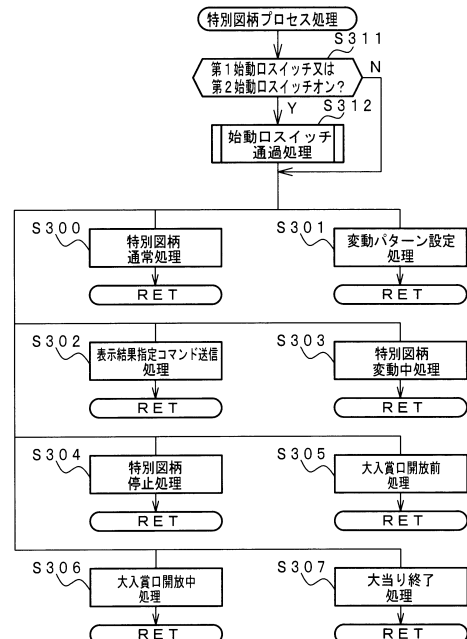 特別図柄プロセス処理
S311
第1始動口スイッチ又は
第2始動口スイッチオン？
N
Y
S312
始動口スイッチ
通過処理
S300
特別図柄
通常処理
RET
S301
変動パターン設定
処理
RET
S302
表示結果指定コマンド送信
処理
RET
S303
特別図柄
変動中処理
RET
S304
特別図柄
停止処理
RET
S305
大入賞口開放前
処理
RET
S306
大入賞口開放中
処理
RET
S307
大当り終了
処理
RET